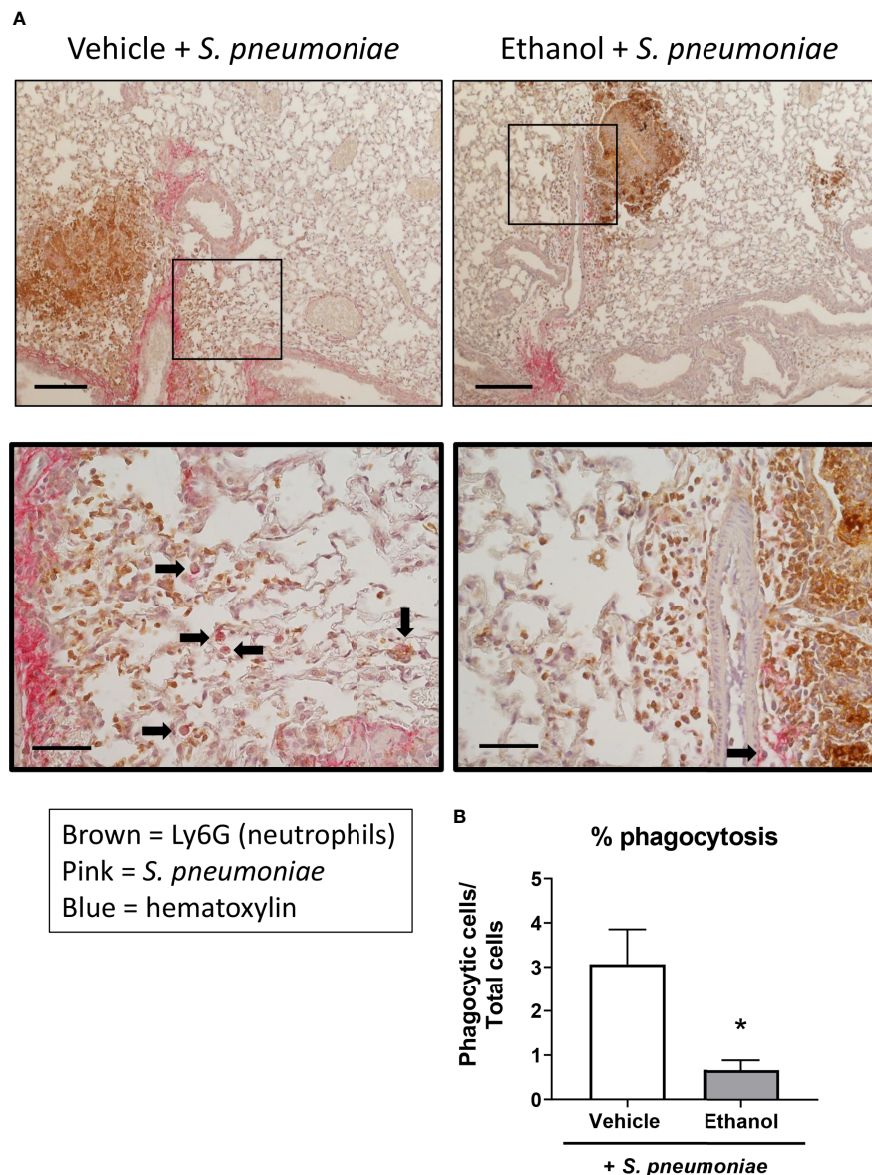 A
Vehicle + S. pneumoniae
Ethanol + S. pneumoniae
Brown = Ly6G (neutrophils)
Pink = S. pneumoniae
Blue = hematoxylin
B
% phagocytosis
Phagocytic cells/
Total cells
5
4
3
2
1
0
*
Vehicle
Ethanol
+ S. pneumoniae